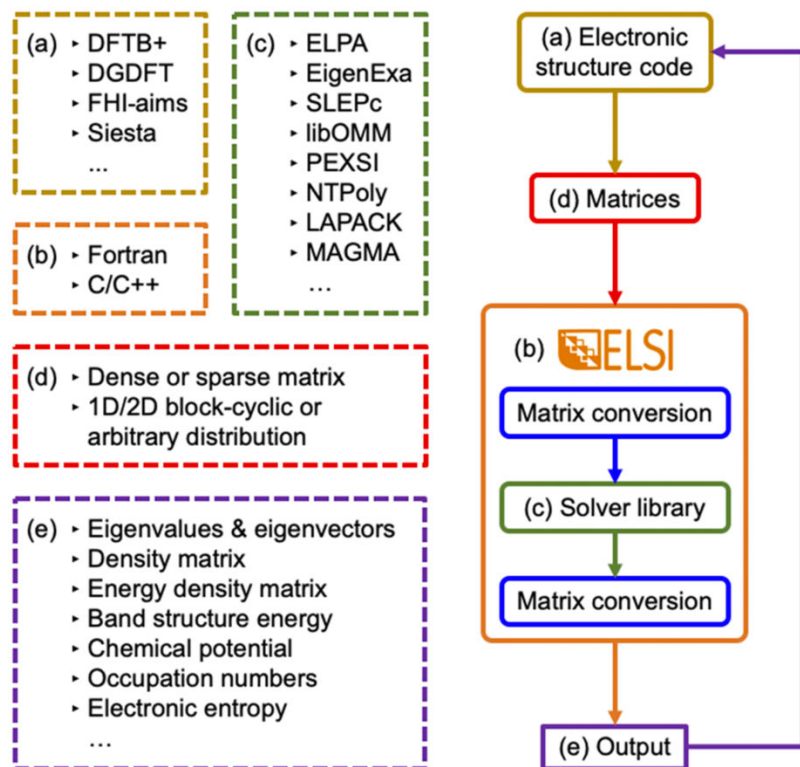 (a) ‣ DFTB+
‣ DGDFT
‣ FHI-aims
‣ Siesta
...
(b) ‣ Fortran
‣ C/C++
(c) ‣ ELPA
‣ EigenExa
‣ SLEPc
‣ libOMM
‣ PEXSI
‣ NTPoly
‣ LAPACK
‣ MAGMA
...
(d) ‣ Dense or sparse matrix
‣ 1D/2D block-cyclic or
arbitrary distribution
(e) ‣ Eigenvalues & eigenvectors
‣ Density matrix
‣ Energy density matrix
‣ Band structure energy
‣ Chemical potential
‣ Occupation numbers
‣ Electronic entropy
...
(a) Electronic
structure code
(d) Matrices
(b) ELSI
Matrix conversion
(c) Solver library
Matrix conversion
(e) Output